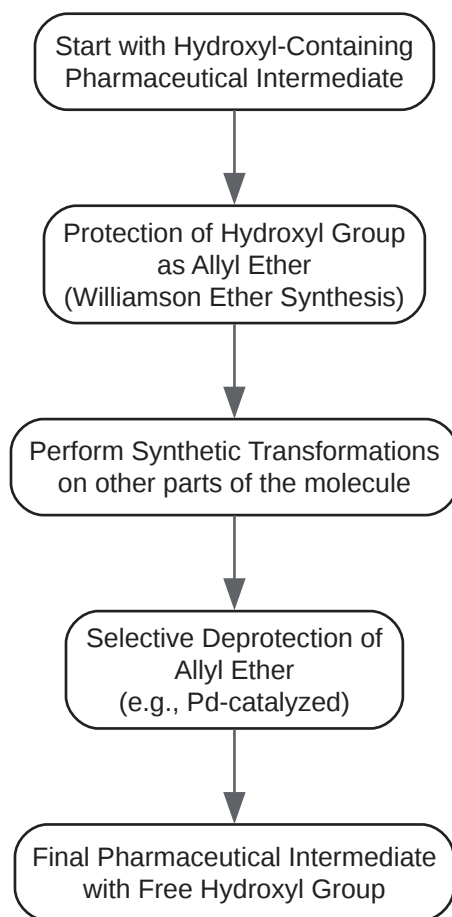 Start with Hydroxyl-Containing
Pharmaceutical Intermediate
Protection of Hydroxyl Group
as Allyl Ether
(Williamson Ether Synthesis)
Perform Synthetic Transformations
on other parts of the molecule
Selective Deprotection of
Allyl Ether
(e.g., Pd-catalyzed)
Final Pharmaceutical Intermediate
with Free Hydroxyl Group